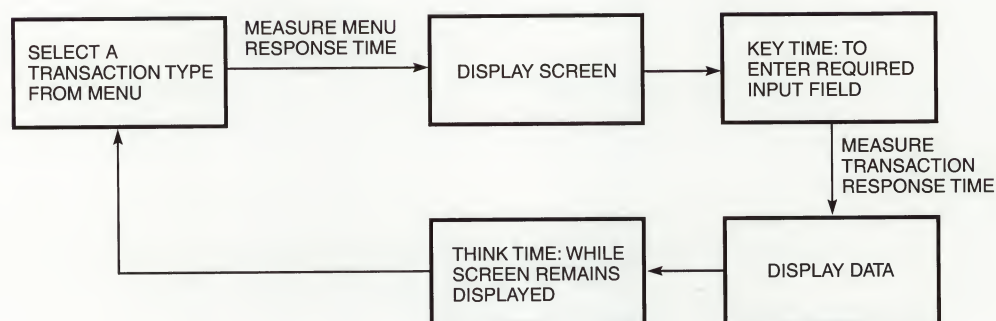 SELECT A
TRANSACTION TYPE
FROM MENU
MEASURE MENU
RESPONSE TIME
DISPLAY SCREEN
KEY TIME: TO
ENTER REQUIRED
INPUT FIELD
MEASURE
TRANSACTION
RESPONSE TIME
DISPLAY DATA
THINK TIME: WHILE
SCREEN REMAINS
DISPLAYED